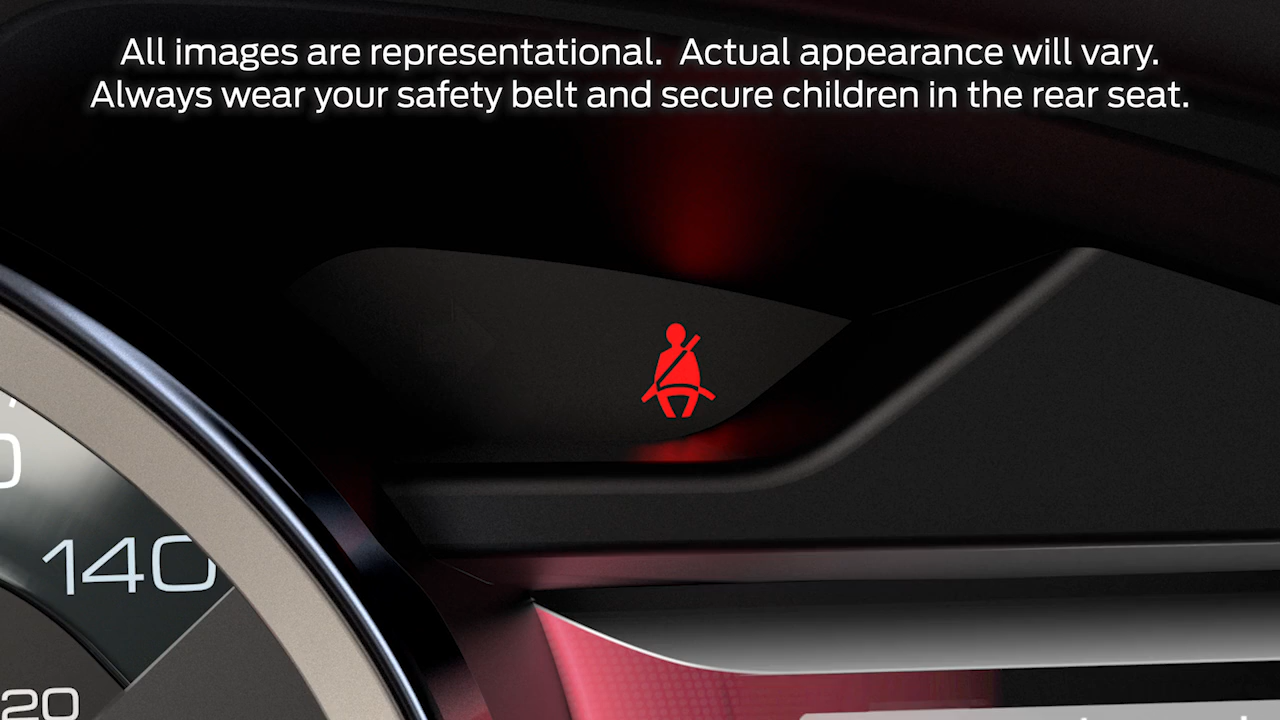 All images are representational.  Actual appearance will vary.
Always wear your safety belt and secure children in the rear seat.
140